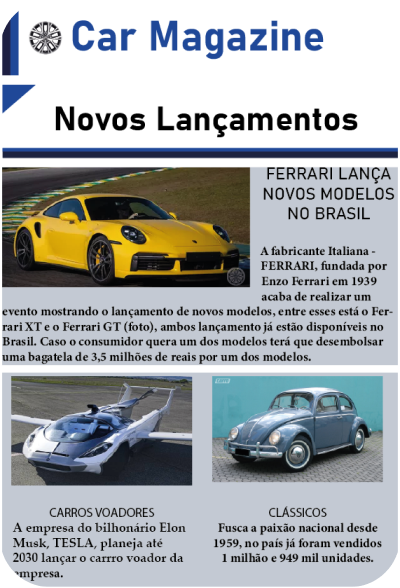 Car Magazine
Novos Lançamentos
FERRARI LANÇA
NOVOS MODELOS
NO BRASIL
A fabricante Italiana -
FERRARI, fundada por
Enzo Ferrari em 1939
acaba de realizar um
evento mostrando o lançamento de novos modelos, entre esses está o Fer-
rari XT e o Ferrari GT (foto), ambos lançamento já estão disponíveis no
Brasil. Caso o consumidor quera um dos modelos terá que desembolsar
uma bagatela de 3,5 milhões de reais por um dos modelos.
CARROS VOADORES
A empresa do bilhonário Elon
Musk, TESLA, planeja até
2030 lançar o carrro voador da
empresa.
CLÁSSICOS
Fusca a paixão nacional desde
1959, no país já foram vendidos
1 milhão e 949 mil unidades.